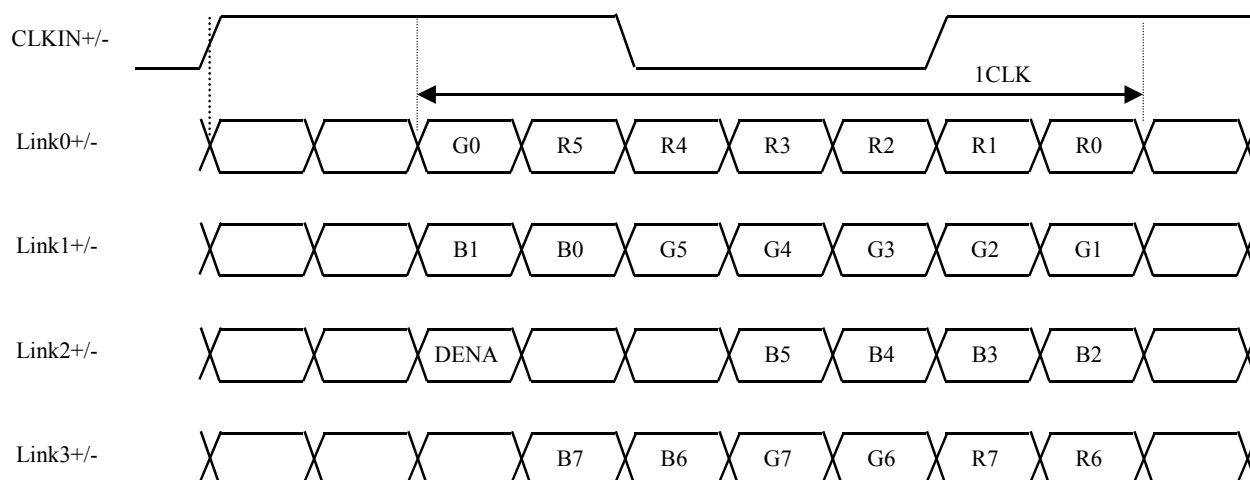 CLKIN+/-
1CLK
Link0+/- G0 R5 R4 R3 R2 R1 R0
Link1+/- B1 B0 G5 G4 G3 G2 G1
Link2+/- DENA B5 B4 B3 B2
Link3+/- B7 B6 G7 G6 R7 R6